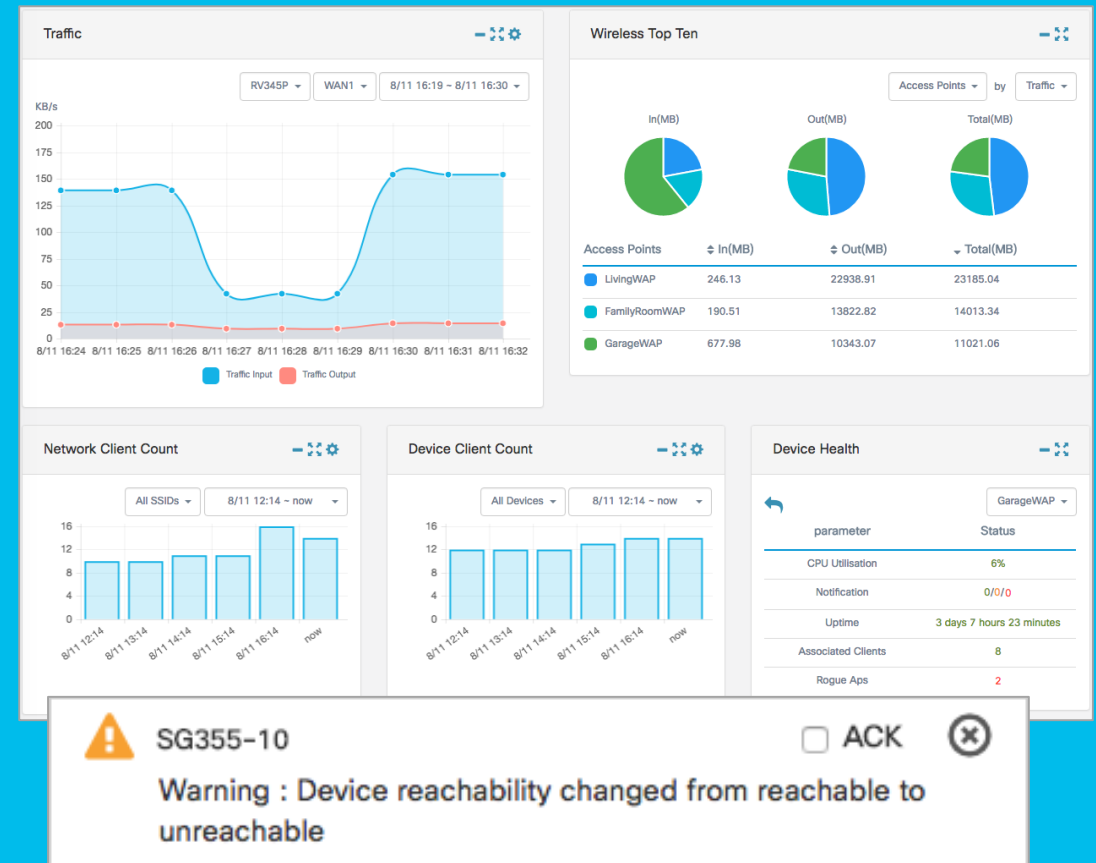 Traffic
RV345P WAN1 8/11 16:19 ~ 8/11 16:30
KB/s
200
175
150
125
100
75
50
25
0
8/11 16:24 8/11 16:25 8/11 16:26 8/11 16:27 8/11 16:28 8/11 16:29 8/11 16:30 8/11 16:31 8/11 16:32
Traffic Input Traffic Output
Wireless Top Ten
Access Points by Traffic
In(MB) Out(MB) Total(MB)
Access Points In(MB) Out(MB) Total(MB)
LivingWAP 246.13 22938.91 23185.04
FamilyRoomWAP 190.51 13822.82 14013.34
GarageWAP 677.98 10343.07 11021.06
Network Client Count
All SSIDs 8/11 12:14 ~ now
16
12
8
4
0
8/11 12:14 8/11 13:14 8/11 14:14 8/11 15:14 8/11 16:14 now
Device Client Count
All Devices 8/11 12:14 ~ now
16
12
8
4
0
8/11 12:14 8/11 13:14 8/11 14:14 8/11 15:14 8/11 16:14 now
Device Health
GarageWAP
parameter Status
CPU Utilisation 6%
Notification 0/0/0
Uptime 3 days 7 hours 23 minutes
Associated Clients 8
Rogue Aps 2
SG355-10 ACK
Warning : Device reachability changed from reachable to
unreachable